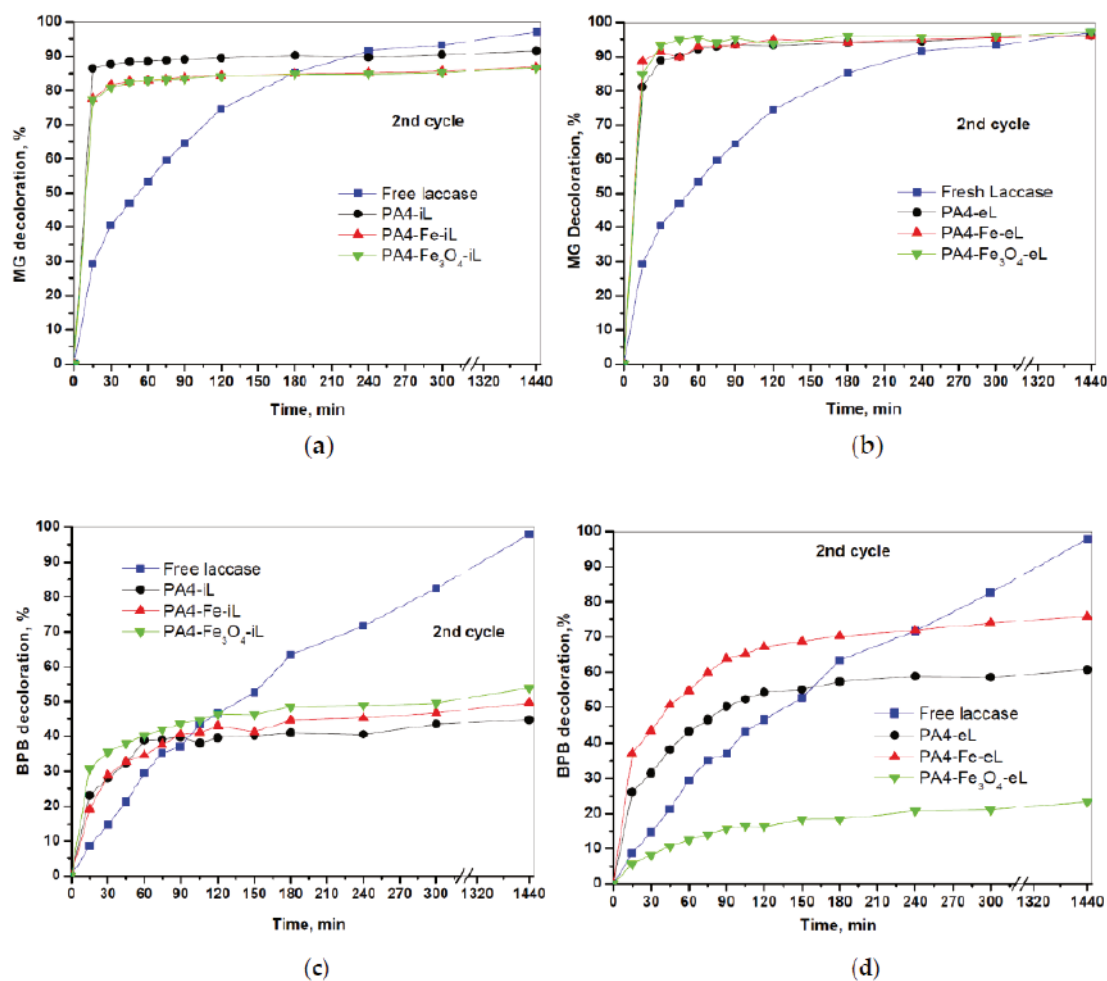 100
90
80
70
60
50
40
30
20
10
0
MG decoloration, %
2nd cycle
Free laccase
PA4-iL
PA4-Fe-iL
PA4-Fe3O4-iL
0 30 60 90 120 150 180 210 240 270 300 1320 1440
Time, min
(a)
100
90
80
70
60
50
40
30
20
10
0
MG Decoloration, %
2nd cycle
Fresh Laccase
PA4-eL
PA4-Fe-eL
PA4-Fe3O4-eL
0 30 60 90 120 150 180 210 240 270 300 1320 1440
Time, min
(b)
100
90
80
70
60
50
40
30
20
10
0
BPB decoloration, %
Free laccase
PA4-iL
PA4-Fe-iL
PA4-Fe3O4-iL
2nd cycle
0 30 60 90 120 150 180 210 240 270 300 1320 1440
Time, min
(c)
100
90
80
70
60
50
40
30
20
10
0
BPB decoloration,%
2nd cycle
Free laccase
PA4-eL
PA4-Fe-eL
PA4-Fe3O4-eL
0 30 60 90 120 150 180 210 240 270 300 1320 1440
Time, min
(d)